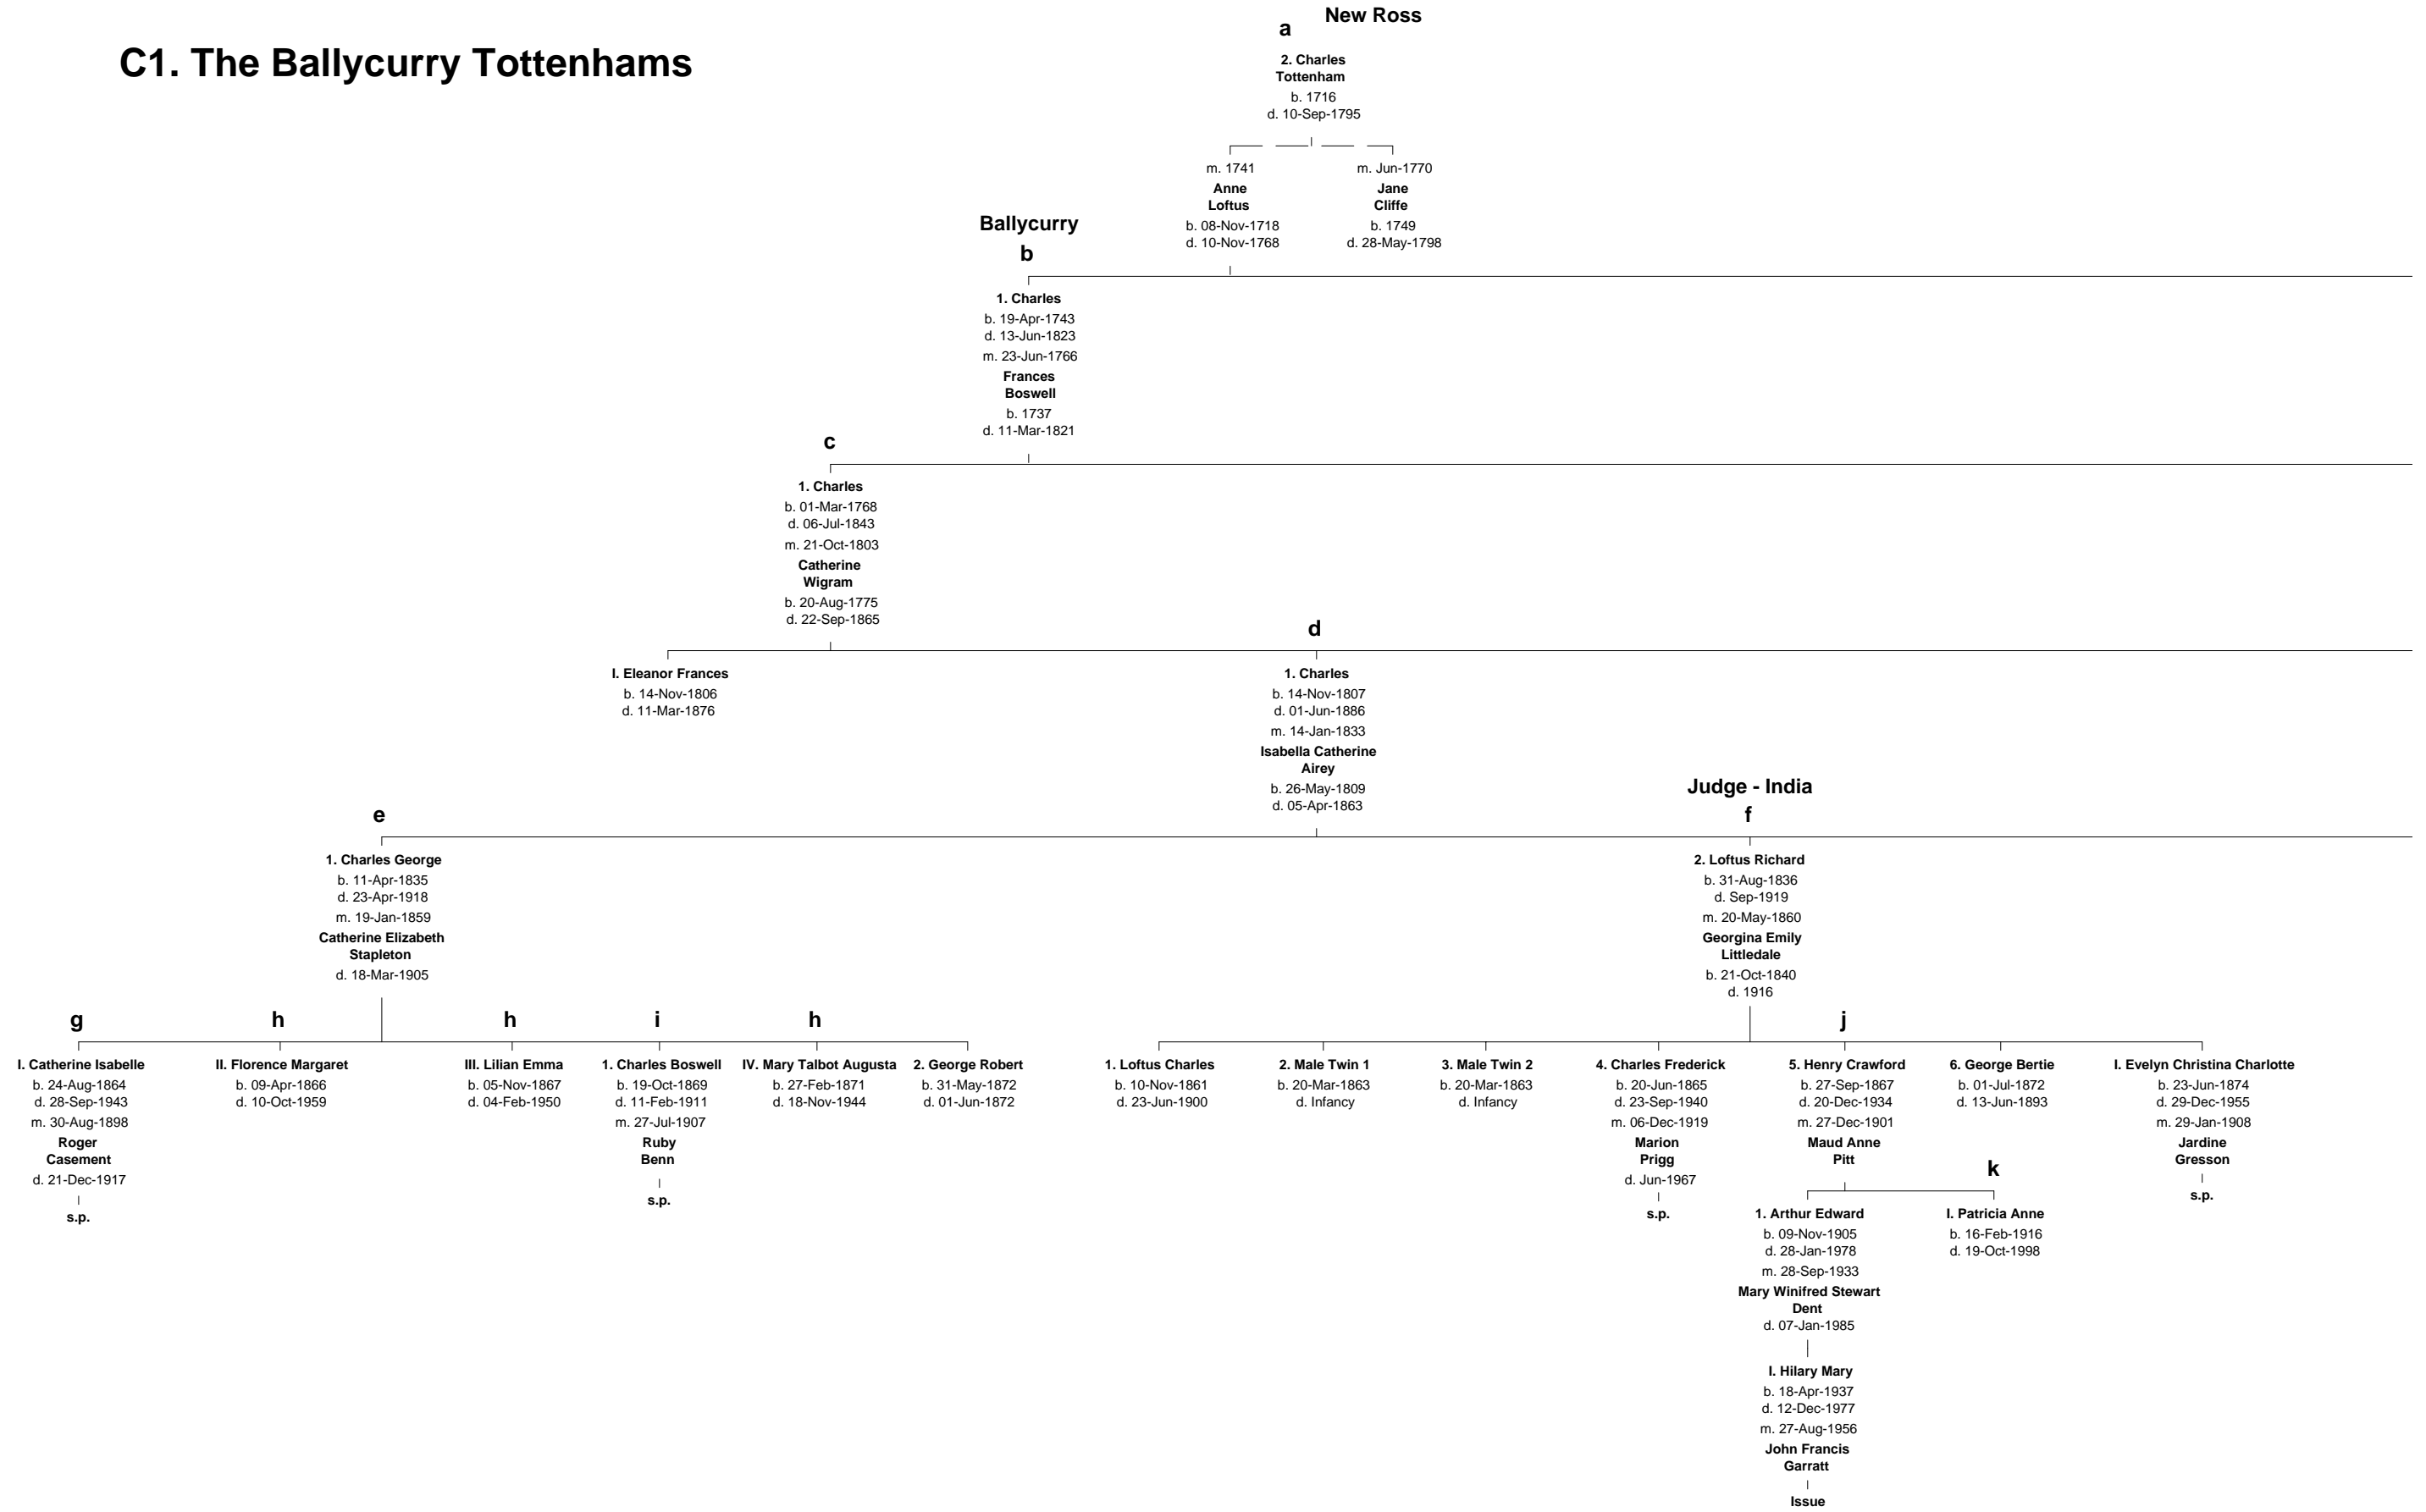 New Ross
a
C1. The Ballycurry Tottenhams
2. Charles
Tottenham
b. 1716
d. 10-Sep-1795
m. 1741
Anne
Loftus
b. 08-Nov-1718
d. 10-Nov-1768
m. Jun-1770
Jane
Cliffe
b. 1749
d. 28-May-1798
Ballycurry
b
1. Charles
b. 19-Apr-1743
d. 13-Jun-1823
m. 23-Jun-1766
Frances
Boswell
b. 1737
d. 11-Mar-1821
c
1. Charles
b. 01-Mar-1768
d. 06-Jul-1843
m. 21-Oct-1803
Catherine
Wigram
b. 20-Aug-1775
d. 22-Sep-1865
I. Eleanor Frances
b. 14-Nov-1806
d. 11-Mar-1876
d
1. Charles
b. 14-Nov-1807
d. 01-Jun-1886
m. 14-Jan-1833
Isabella Catherine
Airey
b. 26-May-1809
d. 05-Apr-1863
e
1. Charles George
b. 11-Apr-1835
d. 23-Apr-1918
m. 19-Jan-1859
Catherine Elizabeth
Stapleton
d. 18-Mar-1905
Judge - India
f
2. Loftus Richard
b. 31-Aug-1836
d. Sep-1919
m. 20-May-1860
Georgina Emily
Littledale
b. 21-Oct-1840
d. 1916
g
I. Catherine Isabelle
b. 24-Aug-1864
d. 28-Sep-1943
m. 30-Aug-1898
Roger
Casement
d. 21-Dec-1917
s.p.
h
II. Florence Margaret
b. 09-Apr-1866
d. 10-Oct-1959
h
III. Lilian Emma
b. 05-Nov-1867
d. 04-Feb-1950
i
1. Charles Boswell
b. 19-Oct-1869
d. 11-Feb-1911
m. 27-Jul-1907
Ruby
Benn
s.p.
h
IV. Mary Talbot Augusta
b. 27-Feb-1871
d. 18-Nov-1944
2. George Robert
b. 31-May-1872
d. 01-Jun-1872
1. Loftus Charles
b. 10-Nov-1861
d. 23-Jun-1900
2. Male Twin 1
b. 20-Mar-1863
d. Infancy
3. Male Twin 2
b. 20-Mar-1863
d. Infancy
4. Charles Frederick
b. 20-Jun-1865
d. 23-Sep-1940
m. 06-Dec-1919
Marion
Prigg
d. Jun-1967
s.p.
j
5. Henry Crawford
b. 27-Sep-1867
d. 20-Dec-1934
m. 27-Dec-1901
Maud Anne
Pitt
6. George Bertie
b. 01-Jul-1872
d. 13-Jun-1893
I. Evelyn Christina Charlotte
b. 23-Jun-1874
d. 29-Dec-1955
m. 29-Jan-1908
Jardine
Gresson
s.p.
1. Arthur Edward
b. 09-Nov-1905
d. 28-Jan-1978
m. 28-Sep-1933
Mary Winifred Stewart
Dent
d. 07-Jan-1985
k
I. Patricia Anne
b. 16-Feb-1916
d. 19-Oct-1998
I. Hilary Mary
b. 18-Apr-1937
d. 12-Dec-1977
m. 27-Aug-1956
John Francis
Garratt
Issue